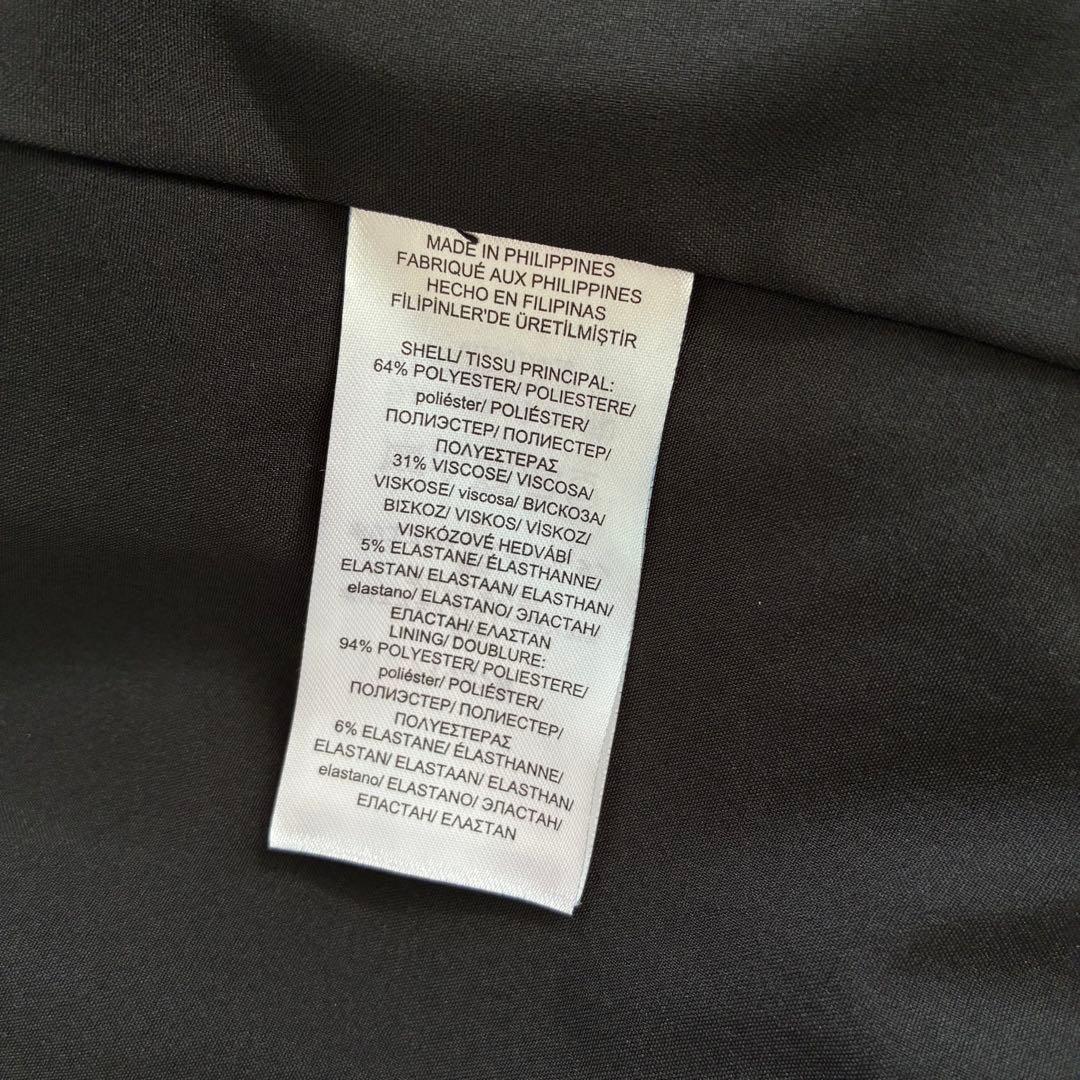 MADE IN PHILIPPINES
FABRIQUÉ AUX PHILIPPINES
HECHO EN FILIPINAS
FİLİPİNLER'DE ÜRETİLMİŞTİR
SHELL/ TISSU PRINCIPAL:
64% POLYESTER/ POLIESTERE/
poliéster/ POLIÉSTER/
ПОЛИЭСТЕР/ ПОЛИЕСТЕР/
ΠΟΛΥΕΣΤΕΡΑΣ
31% VISCOSE/ VISCOSA/
VISKOSE/ viscosa/ ВИСКОЗА/
ΒΙΣΚΟΖ/ VISKOS/ VİSKOZ/
VISKÓZOVÉ HEDVÁBÍ
5% ELASTANE/ ÉLASTHANNE/
ELASTAN/ ELASTAAN/ ELASTHAN/
elastano/ ELASTANO/ ЭЛАСТАН/
ЕЛАСТАН/ ΕΛΑΣΤΑΝ
LINING/ DOUBLURE:
94% POLYESTER/ POLIESTERE/
poliéster/ POLIÉSTER/
ПОЛИЭСТЕР/ ПОЛИЕСТЕР/
ΠΟΛΥΕΣΤΕΡΑΣ
6% ELASTANE/ ÉLASTHANNE/
ELASTAN/ ELASTAAN/ ELASTHAN/
elastano/ ELASTANO/ ЭЛАСТАН/
ЕЛАСТАН/ ΕΛΑΣΤΑΝ